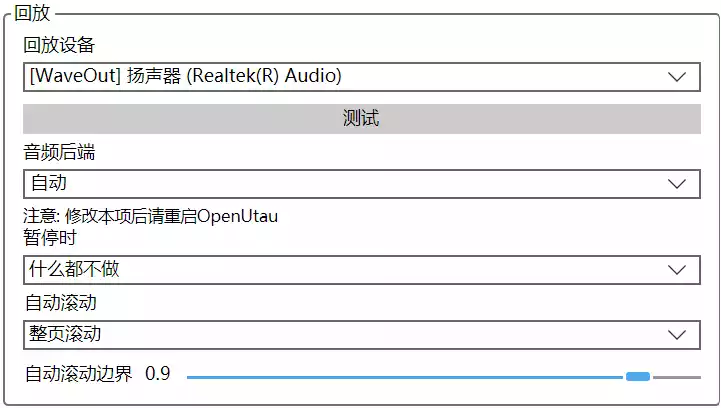 回放
回放设备
[WaveOut] 扬声器 (Realtek(R) Audio)
测试
音频后端
自动
注意: 修改本项后请重启OpenUtau
暂停时
什么都不做
自动滚动
整页滚动
自动滚动边界 0.9